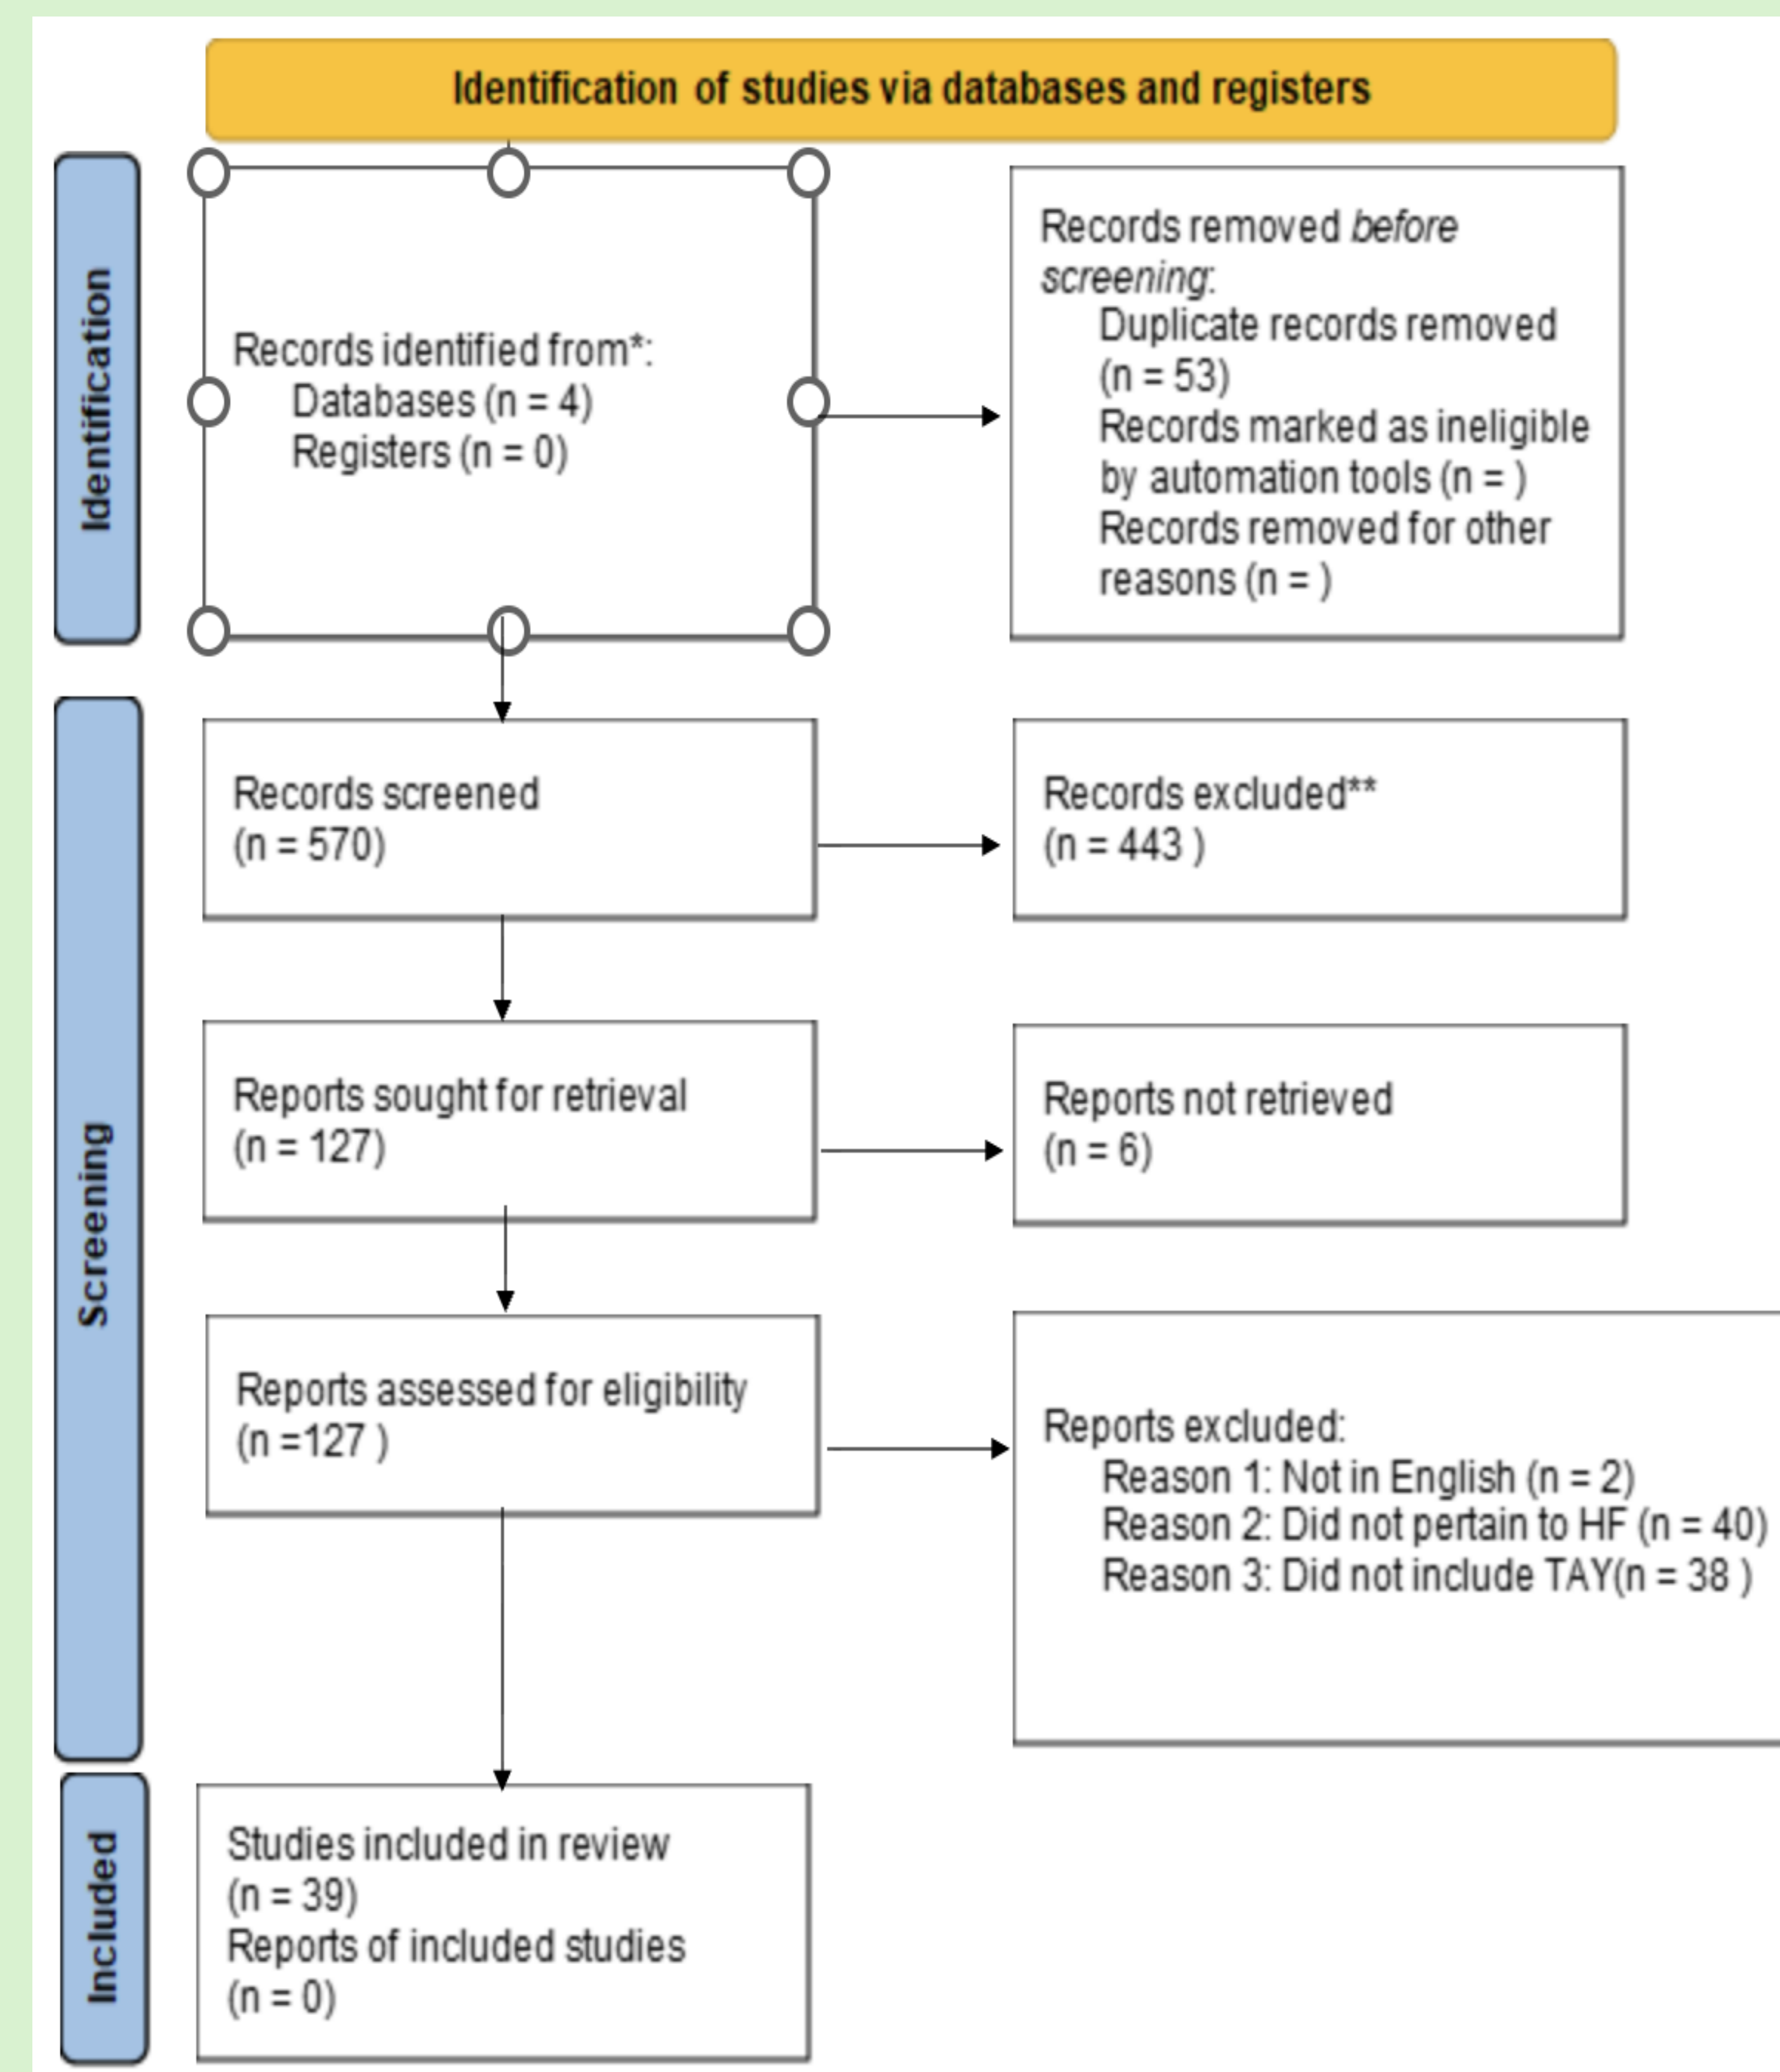 Identification of studies via databases and registers
Identification
Records identified from*:
Databases (n = 4)
Registers (n = 0)
Records removed before
screening:
Duplicate records removed
(n = 53)
Records marked as ineligible
by automation tools (n = )
Records removed for other
reasons (n = )
Screening
Records screened
(n = 570)
Records excluded**
(n = 443 )
Reports sought for retrieval
(n = 127)
Reports not retrieved
(n = 6)
Reports assessed for eligibility
(n =127 )
Reports excluded:
Reason 1: Not in English (n = 2)
Reason 2: Did not pertain to HF (n = 40)
Reason 3: Did not include TAY(n = 38 )
Included
Studies included in review
(n = 39)
Reports of included studies
(n = 0)